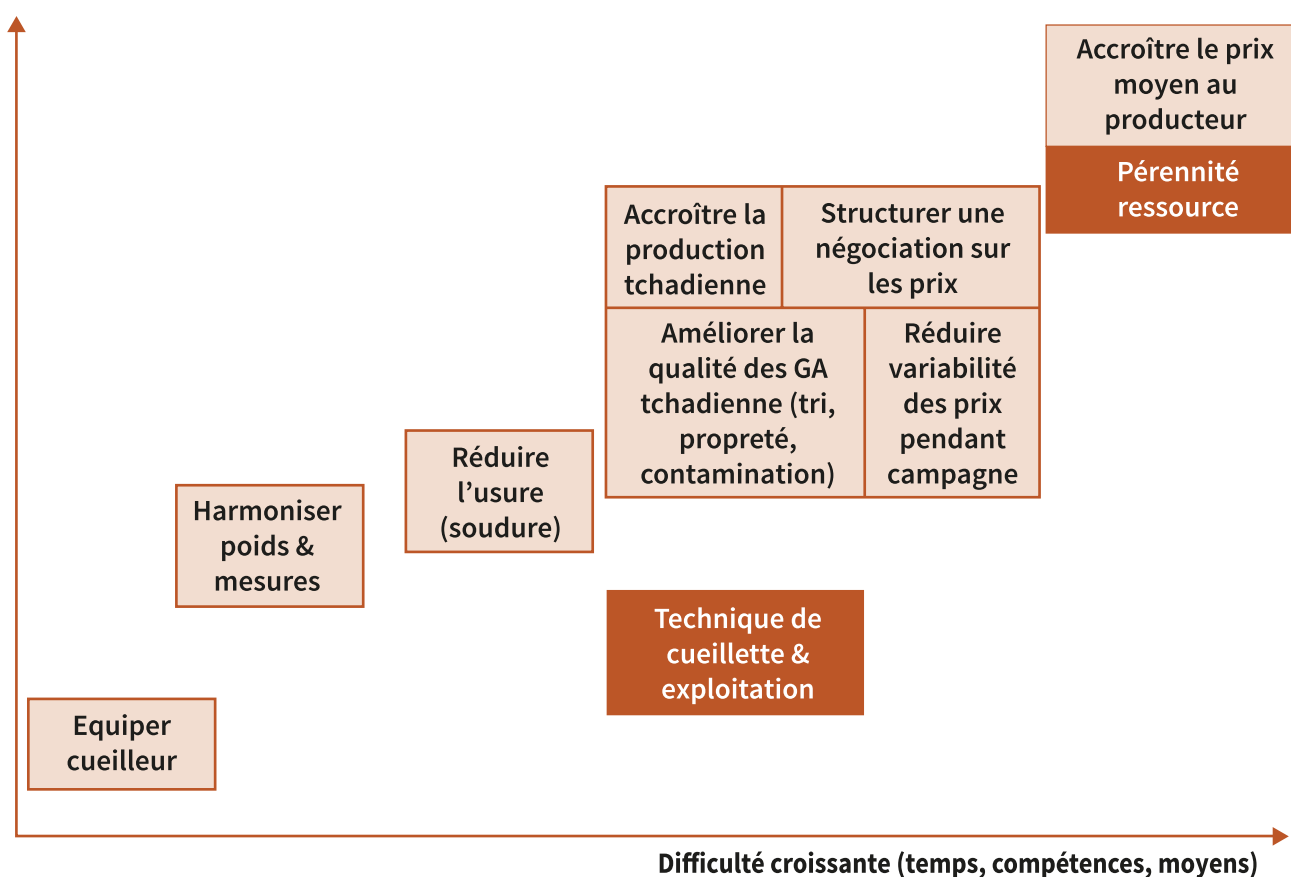 Accroître le prix
moyen au
producteur
Pérennité
ressource
Accroître la
production
tchadienne
Structurer une
négociation sur
les prix
Améliorer la
qualité des GA
tchadienne (tri,
propreté,
contamination)
Réduire
variabilité
des prix
pendant
campagne
Réduire
l’usure
(soudure)
Harmoniser
poids &
mesures
Technique de
cueillette &
exploitation
Equiper
cueilleur
Difficulté croissante (temps, compétences, moyens)